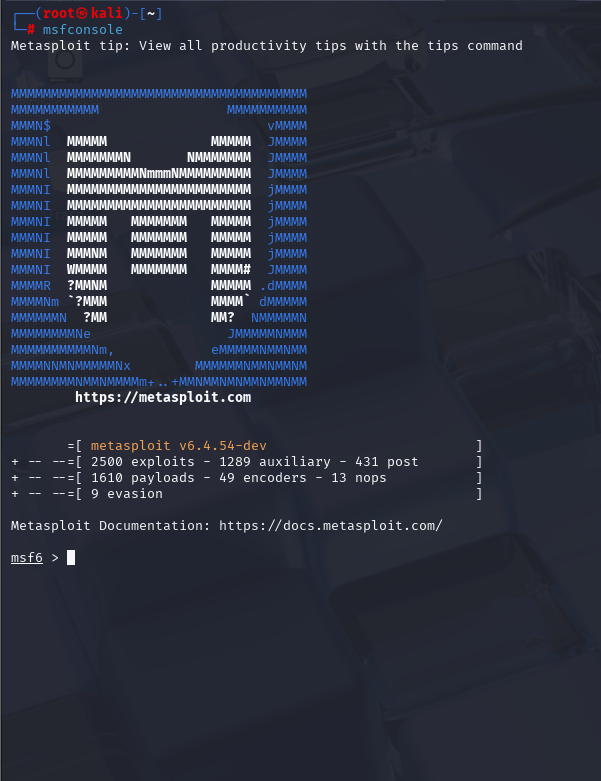 ┌──(root㉿kali)-[~]
└─# msfconsole
Metasploit tip: View all productivity tips with the tips command

MMMMMMMMMMMMMMMMMMMMMMMMMMMMMMMMMMMMM
MMMMMMMMMMM                MMMMMMMMMM
MMMN$                           vMMMM
MMMNl  MMMMM             MMMMM  JMMMM
MMMNl  MMMMMMMN       NMMMMMMM  JMMMM
MMMNl  MMMMMMMMMNmmmNMMMMMMMMM  JMMMM
MMMNI  MMMMMMMMMMMMMMMMMMMMMMM  jMMMM
MMMNI  MMMMMMMMMMMMMMMMMMMMMMM  jMMMM
MMMNI  MMMMM   MMMMMMM   MMMMM  jMMMM
MMMNI  MMMMM   MMMMMMM   MMMMM  jMMMM
MMMNI  MMMNM   MMMMMMM   MMMMM  jMMMM
MMMNI  WMMMM   MMMMMMM   MMMM#  JMMMM
MMMMR  ?MMNM             MMMMM .dMMMM
MMMMNm `?MMM             MMMM` dMMMMM
MMMMMMN  ?MM             MM?  NMMMMMN
MMMMMMMMNe                 JMMMMMNMMM
MMMMMMMMMMNm,            eMMMMMNMMNMM
MMMMNNMNMMMMMNx        MMMMMMNMMNMMNM
MMMMMMMMNMMNMMMMm+..+MMNMMNMNMMNMMNMM
        https://metasploit.com

       =[ metasploit v6.4.54-dev                          ]
+ -- --=[ 2500 exploits - 1289 auxiliary - 431 post       ]
+ -- --=[ 1610 payloads - 49 encoders - 13 nops           ]
+ -- --=[ 9 evasion                                       ]

Metasploit Documentation: https://docs.metasploit.com/

msf6 >